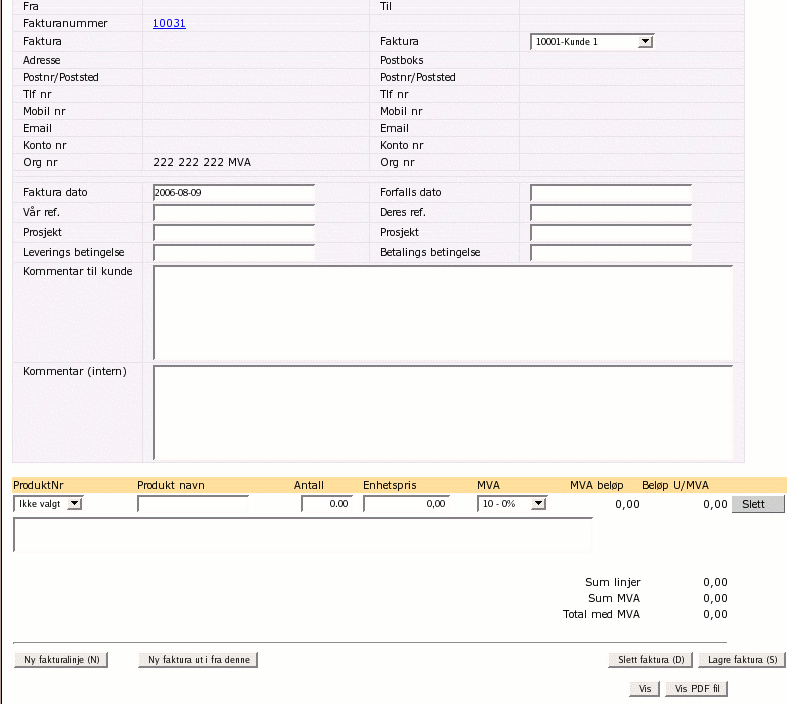 Fra Til
Fakturanummer 10031
Faktura Faktura 10001-Kunde 1
Adresse Postboks
Postnr/Poststed Postnr/Poststed
Tlf nr Tlf nr
Mobil nr Mobil nr
Email Email
Konto nr Konto nr
Org nr 222 222 222 MVA Org nr
Faktura dato 2006-08-09 Forfalls dato
Vår ref. Deres ref.
Prosjekt Prosjekt
Leverings betingelse Betalings betingelse
Kommentar til kunde
Kommentar (intern)
ProduktNr Produkt navn Antall Enhetspris MVA MVA beløp Beløp U/MVA
Ikke valgt 0.00 0,00 10 - 0% 0,00 0,00 Slett
Sum linjer 0,00
Sum MVA 0,00
Total med MVA 0,00
Ny fakturalinje (N) Ny faktura ut i fra denne Slett faktura (D) Lagre faktura (S)
Vis Vis PDF fil